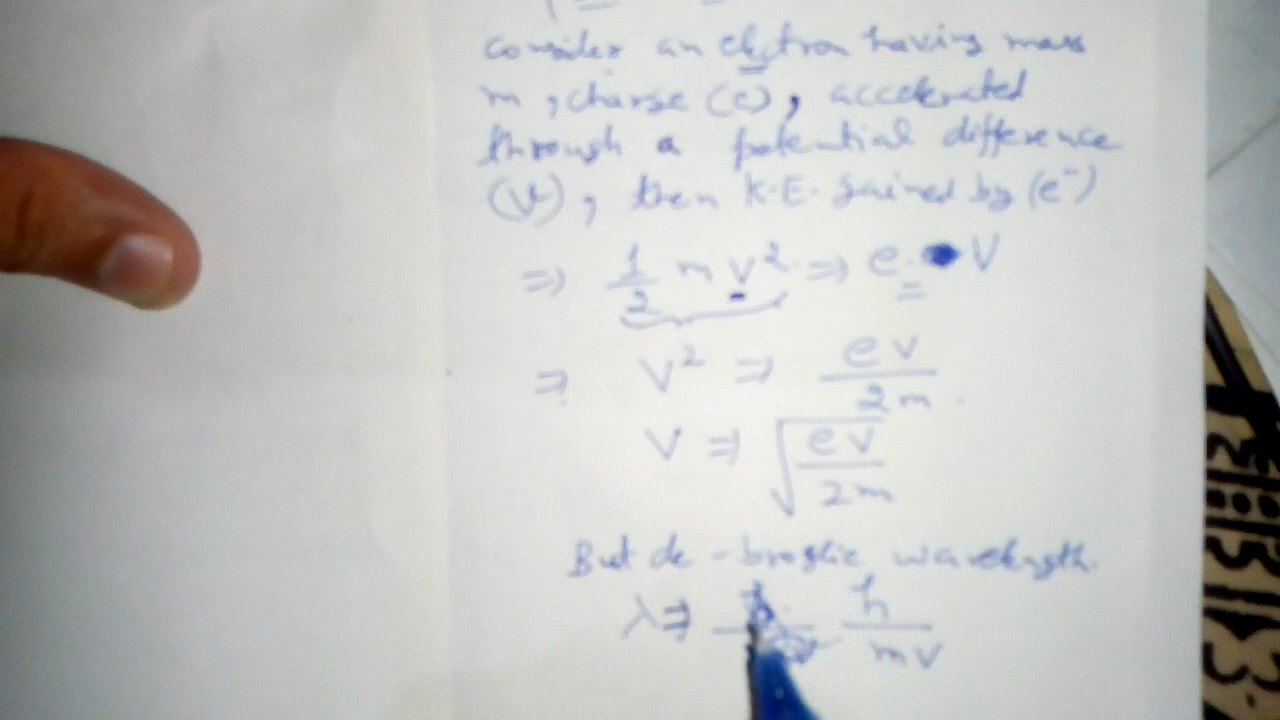 consider an electron having mass
m, charge (e), accelerated
through a potential difference
(V), then K.E. gained by (e⁻)
⇒ 1/2 m v² ⇒ e. V
⇒ V² ⇒ ev/2m.
V ⇒ √(ev/2m)
But de-broglie wavelength.
λ ⇒ h/mv